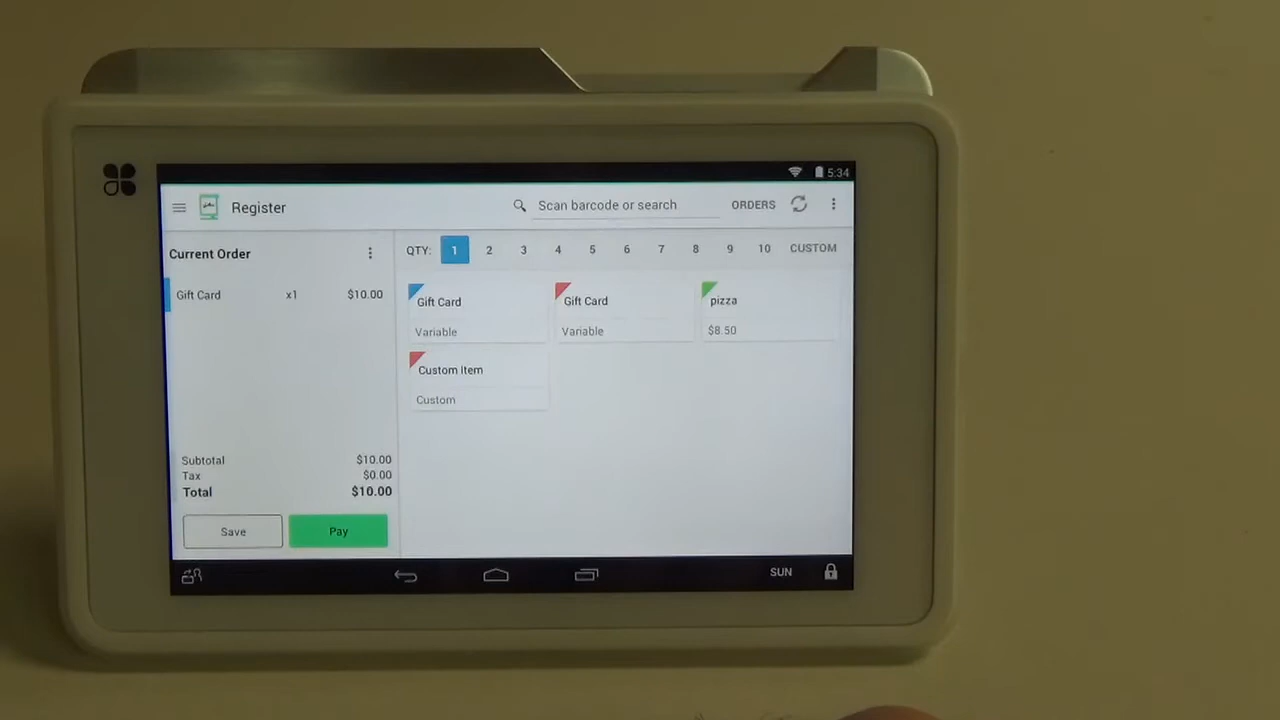 5:34
Register
Scan barcode or search
ORDERS
Current Order
QTY: 1 2 3 4 5 6 7 8 9 10 CUSTOM
Gift Card x1 $10.00
Gift Card
Variable
Gift Card
Variable
pizza
$8.50
Custom Item
Custom
Subtotal $10.00
Tax $0.00
Total $10.00
Save
Pay
SUN